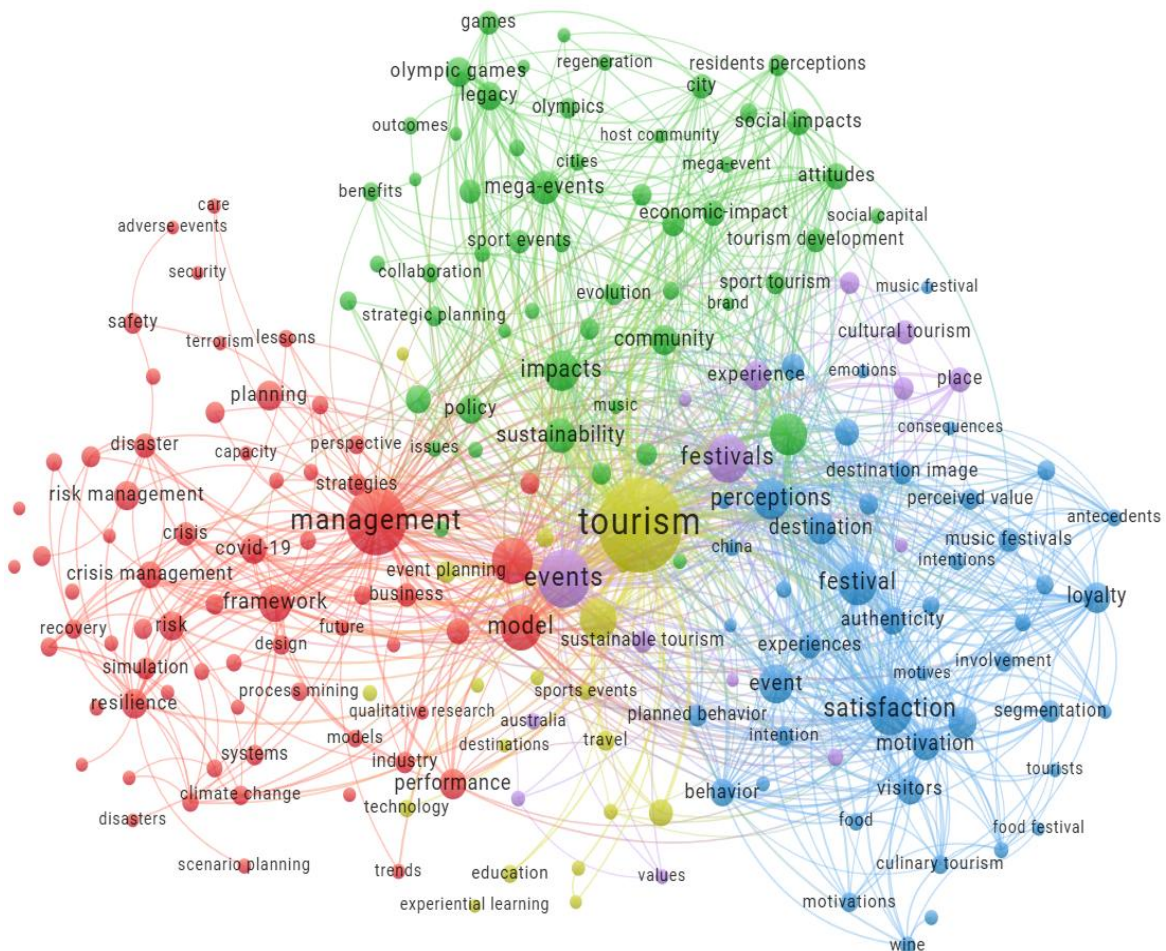 games
regeneration
residents perceptions
olympic games
city
legacy
olympics
social impacts
outcomes
host community
cities
mega-event
attitudes
mega-events
benefits
care
economic-impact
social capital
adverse events
sport events
tourism development
security
collaboration
sport tourism
music festival
evolution
brand
strategic planning
safety
cultural tourism
terrorism
lessons
community
impacts
experience
emotions
place
planning
music
policy
consequences
sustainability
disaster
perspective
issues
capacity
festivals
destination image
strategies
risk management
perceptions
perceived value
management
tourism
antecedents
destination
crisis
music festivals
covid-19
china
intentions
crisis management
event planning
events
festival
business
loyalty
framework
authenticity
recovery
risk
future
model
sustainable tourism
design
experiences
simulation
involvement
motives
event
process mining
sports events
resilience
satisfaction
qualitative research
segmentation
australia
planned behavior
models
destinations
travel
intention
motivation
systems
industry
tourists
performance
climate change
behavior
visitors
technology
disasters
food
food festival
scenario planning
trends
education
values
culinary tourism
experiential learning
motivations
wine